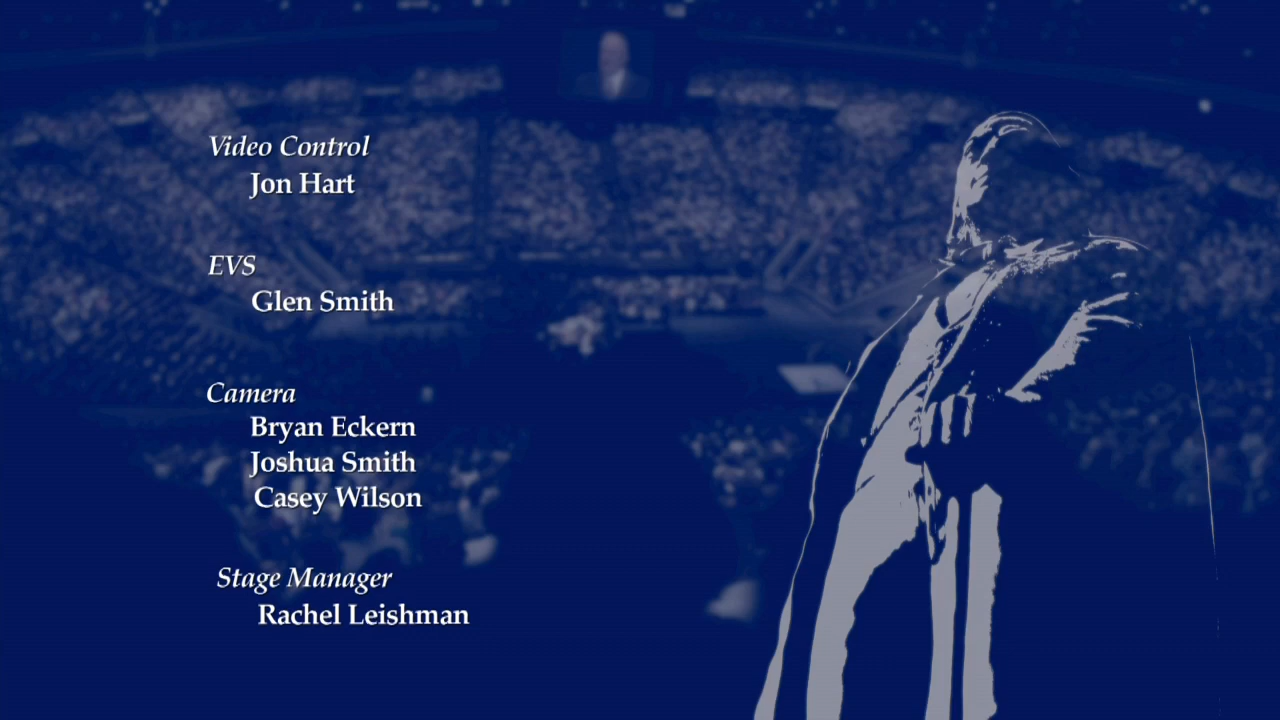 Video Control
Jon Hart
EVS
Glen Smith
Camera
Bryan Eckern
Joshua Smith
Casey Wilson
Stage Manager
Rachel Leishman